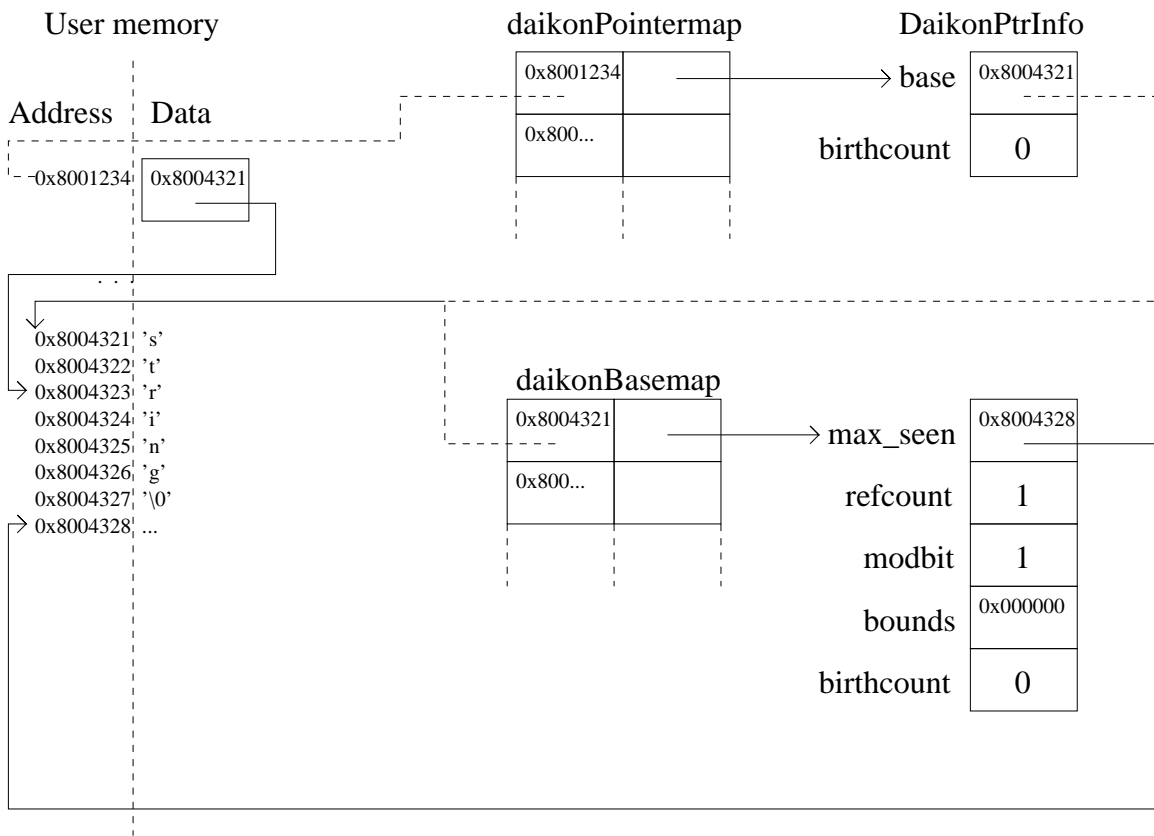 User memory
daikonPointermap
DaikonPtrInfo
Address Data
0x8001234
0x800...
base 0x8004321
birthcount 0
0x8001234 0x8004321
. . .
0x8004321 's'
0x8004322 't'
0x8004323 'r'
0x8004324 'i'
0x8004325 'n'
0x8004326 'g'
0x8004327 '\0'
0x8004328 ...
daikonBasemap
0x8004321
0x800...
max_seen 0x8004328
refcount 1
modbit 1
bounds 0x000000
birthcount 0